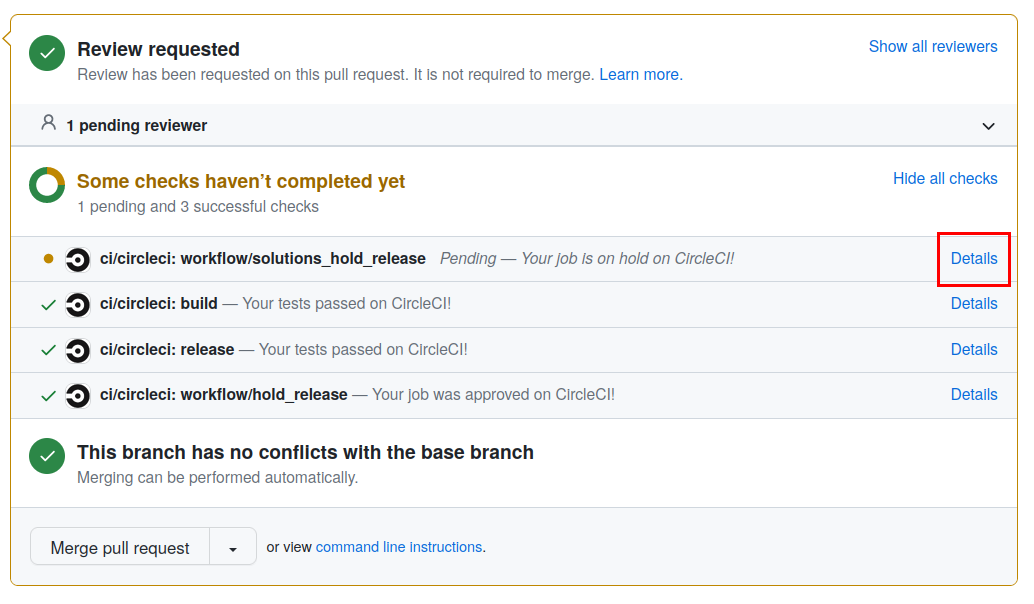 Review requested
Show all reviewers
Review has been requested on this pull request. It is not required to merge. Learn more.
1 pending reviewer
Some checks haven’t completed yet
Hide all checks
1 pending and 3 successful checks
ci/circleci: workflow/solutions_hold_release Pending — Your job is on hold on CircleCI! Details
ci/circleci: build — Your tests passed on CircleCI! Details
ci/circleci: release — Your tests passed on CircleCI! Details
ci/circleci: workflow/hold_release — Your job was approved on CircleCI! Details
This branch has no conflicts with the base branch
Merging can be performed automatically.
Merge pull request or view command line instructions.